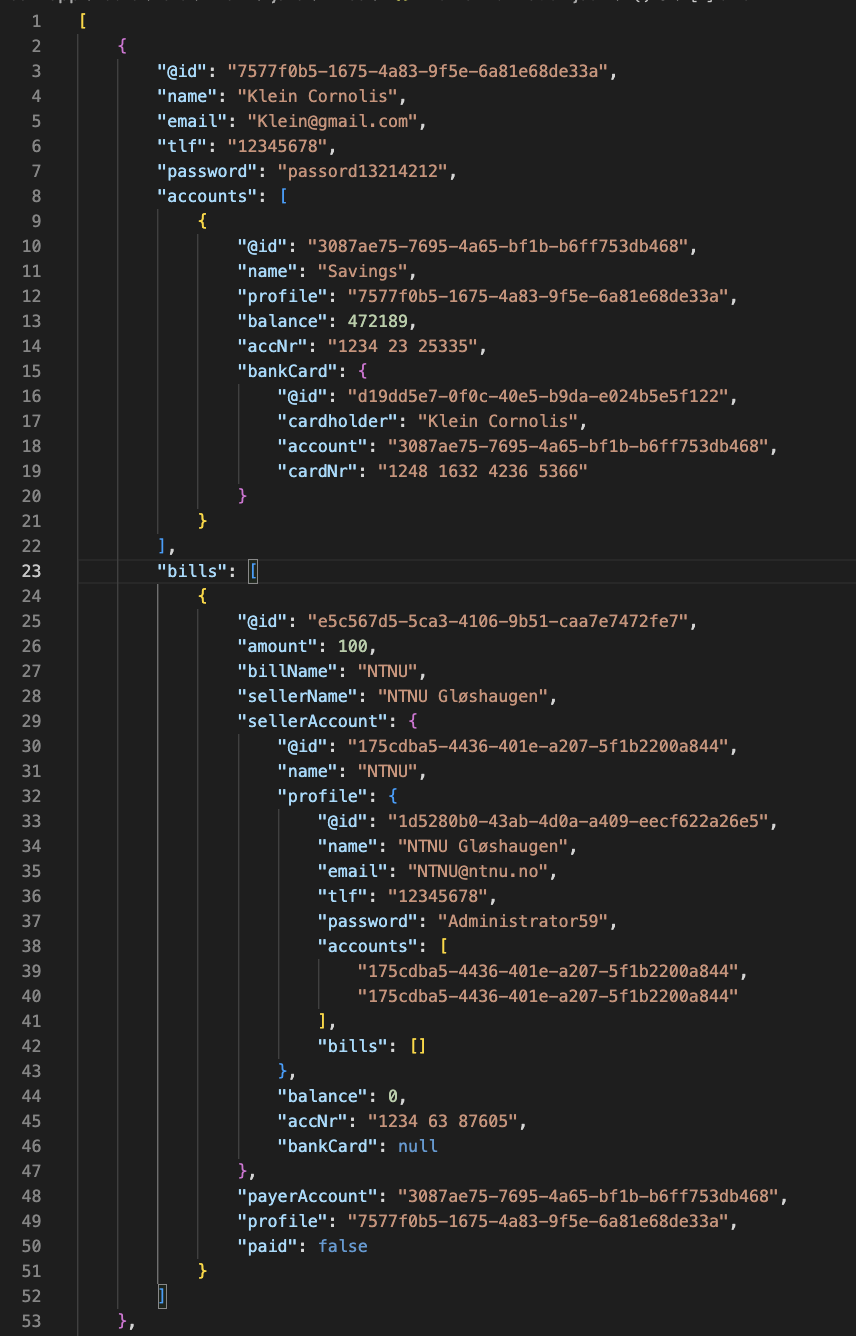 1 [
2 {
3 "@id": "7577f0b5-1675-4a83-9f5e-6a81e68de33a",
4 "name": "Klein Cornolis",
5 "email": "Klein@gmail.com",
6 "tlf": "12345678",
7 "password": "passord13214212",
8 "accounts": [
9 {
10 "@id": "3087ae75-7695-4a65-bf1b-b6ff753db468",
11 "name": "Savings",
12 "profile": "7577f0b5-1675-4a83-9f5e-6a81e68de33a",
13 "balance": 472189,
14 "accNr": "1234 23 25335",
15 "bankCard": {
16 "@id": "d19dd5e7-0f0c-40e5-b9da-e024b5e5f122",
17 "cardholder": "Klein Cornolis",
18 "account": "3087ae75-7695-4a65-bf1b-b6ff753db468",
19 "cardNr": "1248 1632 4236 5366"
20 }
21 }
22 ],
23 "bills": [
24 {
25 "@id": "e5c567d5-5ca3-4106-9b51-caa7e7472fe7",
26 "amount": 100,
27 "billName": "NTNU",
28 "sellerName": "NTNU Gløshaugen",
29 "sellerAccount": {
30 "@id": "175cdba5-4436-401e-a207-5f1b2200a844",
31 "name": "NTNU",
32 "profile": {
33 "@id": "1d5280b0-43ab-4d0a-a409-eecf622a26e5",
34 "name": "NTNU Gløshaugen",
35 "email": "NTNU@ntnu.no",
36 "tlf": "12345678",
37 "password": "Administrator59",
38 "accounts": [
39 "175cdba5-4436-401e-a207-5f1b2200a844",
40 "175cdba5-4436-401e-a207-5f1b2200a844"
41 ],
42 "bills": []
43 },
44 "balance": 0,
45 "accNr": "1234 63 87605",
46 "bankCard": null
47 },
48 "payerAccount": "3087ae75-7695-4a65-bf1b-b6ff753db468",
49 "profile": "7577f0b5-1675-4a83-9f5e-6a81e68de33a",
50 "paid": false
51 }
52 ]
53 },